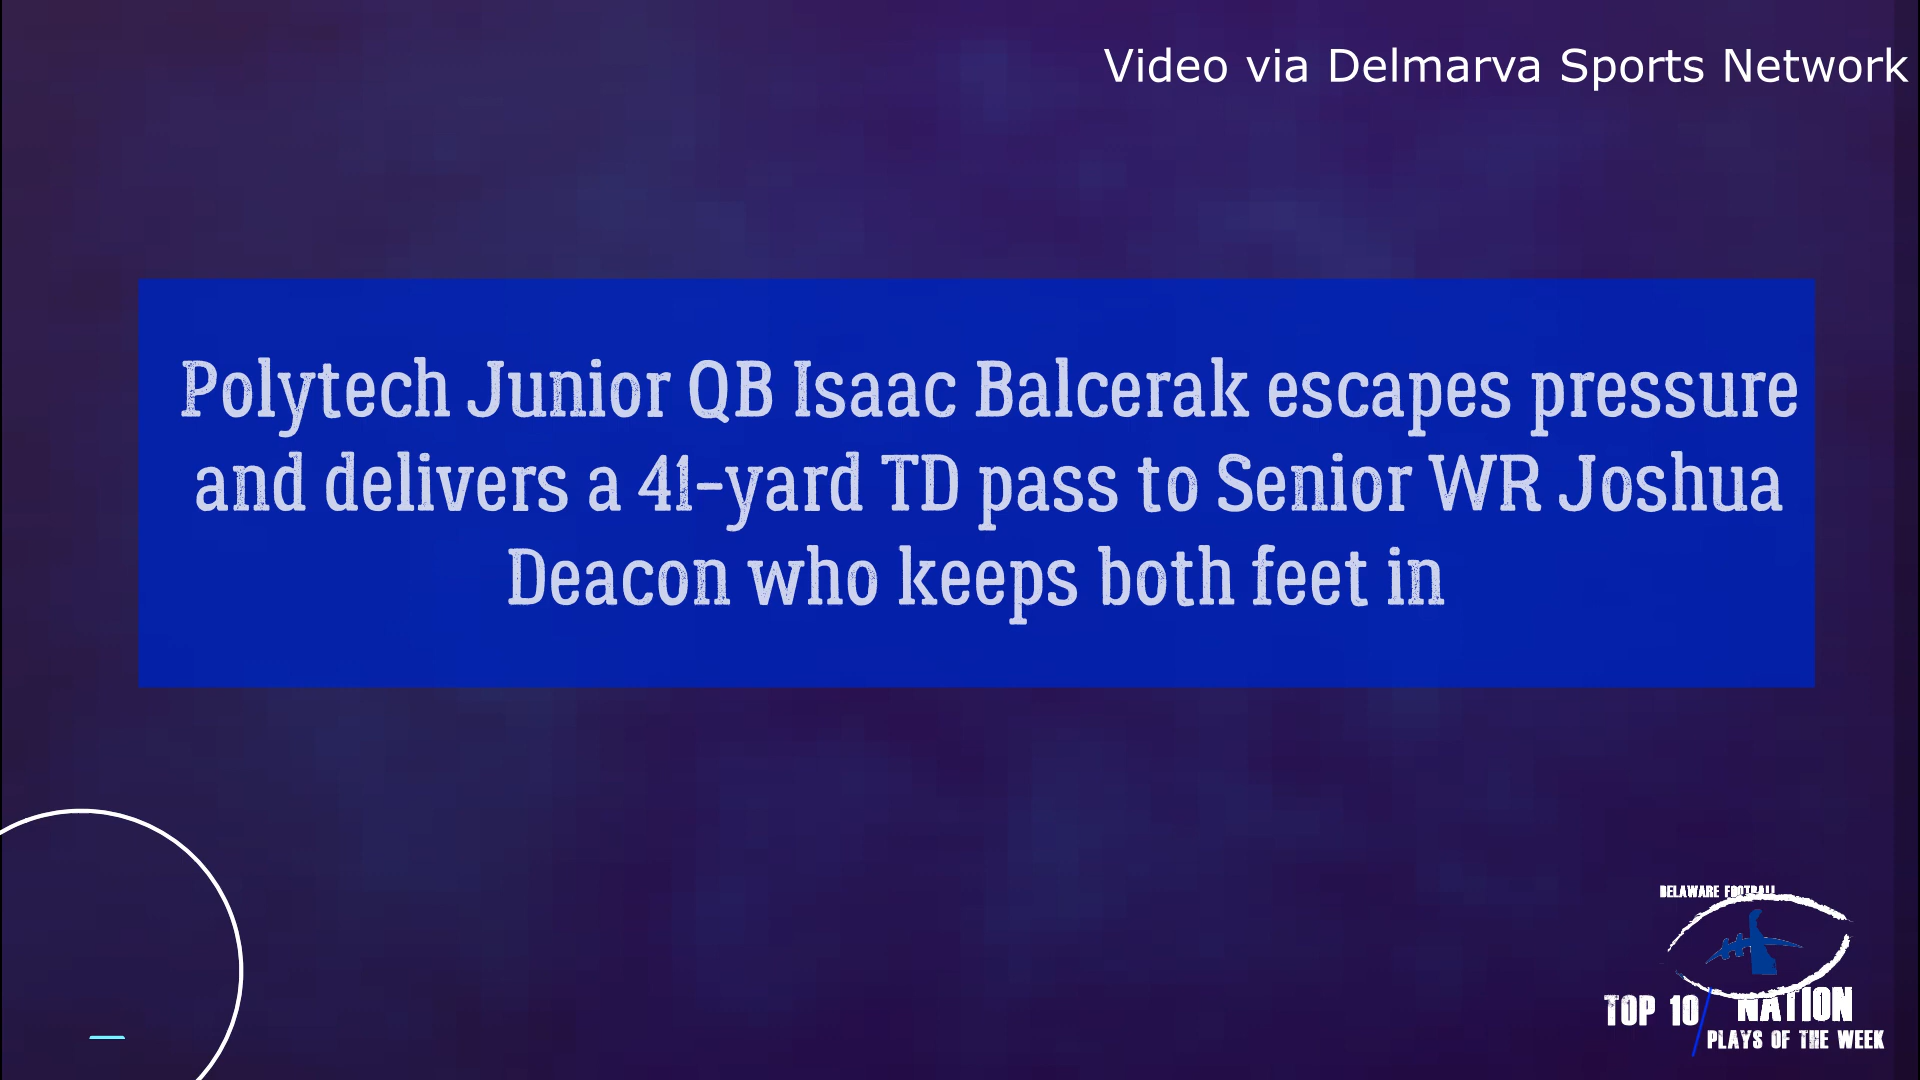 Video via Delmarva Sports Network
Polytech Junior QB Isaac Balcerak escapes pressure
and delivers a 41-yard TD pass to Senior WR Joshua
Deacon who keeps both feet in
DELAWARE FOOTBALL
NATION
TOP 10
PLAYS OF THE WEEK